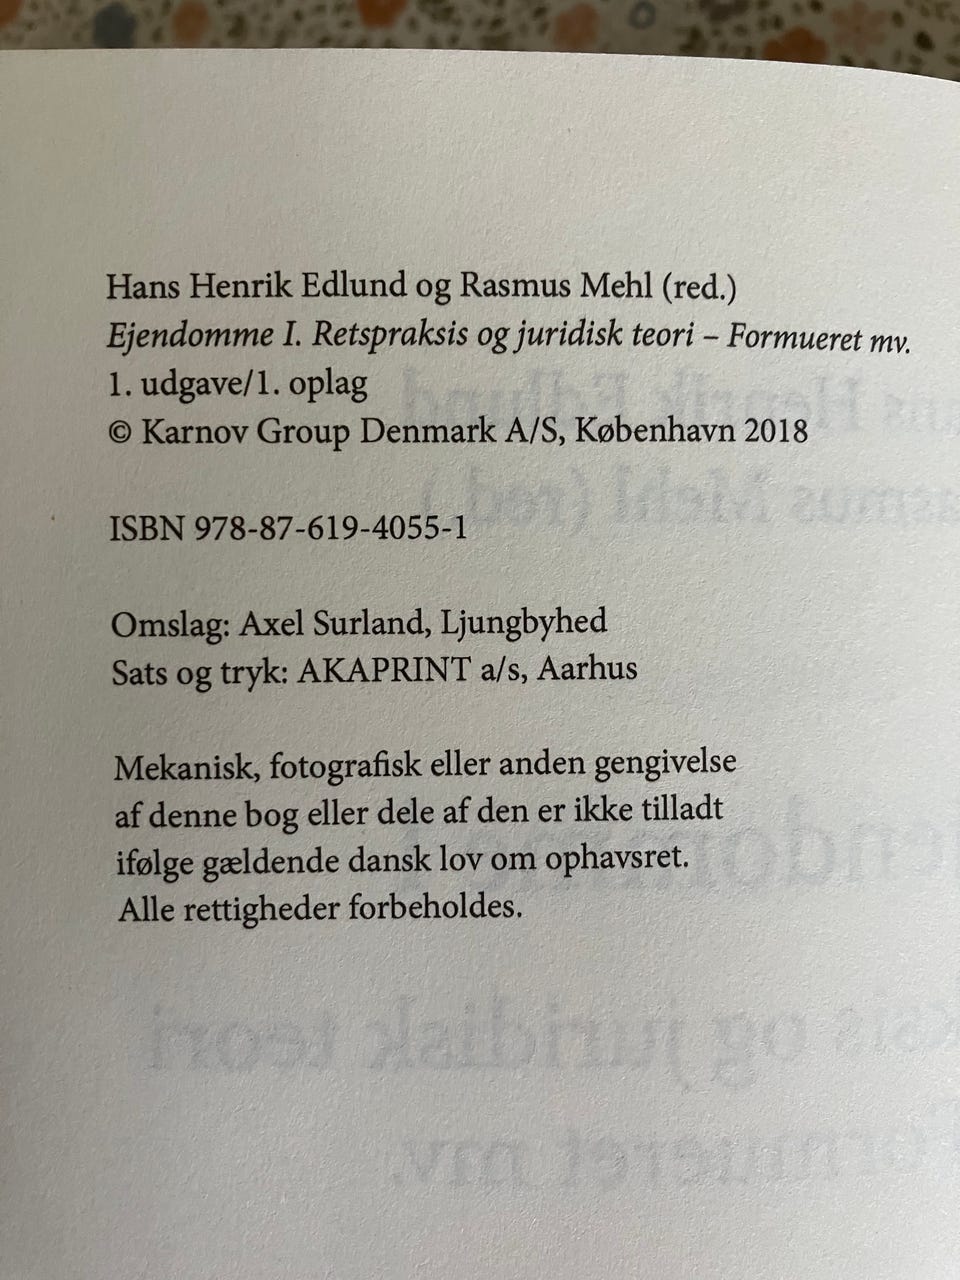 Hans Henrik Edlund og Rasmus Mehl (red.)
Ejendomme I. Retspraksis og juridisk teori – Formueret mv.
1. udgave/1. oplag
© Karnov Group Denmark A/S, København 2018
ISBN 978-87-619-4055-1
Omslag: Axel Surland, Ljungbyhed
Sats og tryk: AKAPRINT a/s, Aarhus
Mekanisk, fotografisk eller anden gengivelse
af denne bog eller dele af den er ikke tilladt
ifølge gældende dansk lov om ophavsret.
Alle rettigheder forbeholdes.